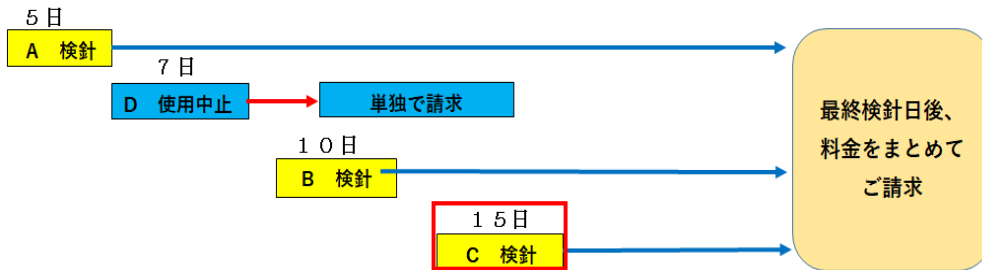 ５日
A　検針
７日
D　使用中止
単独で請求
１０日
B　検針
１５日
C　検針
最終検針日後、
料金をまとめて
ご請求